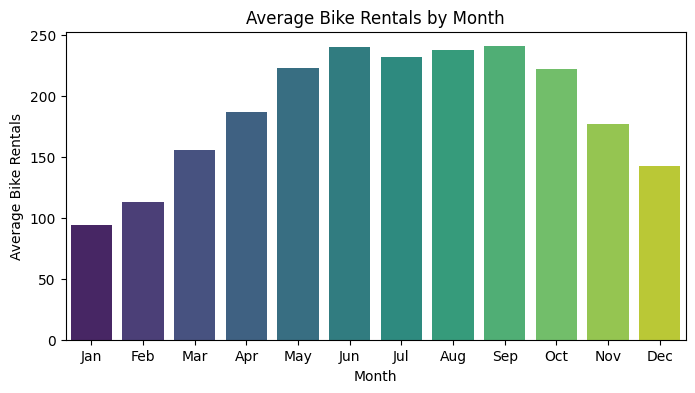 Average Bike Rentals by Month
Average Bike Rentals
250
200
150
100
50
0
Jan Feb Mar Apr May Jun Jul Aug Sep Oct Nov Dec
Month